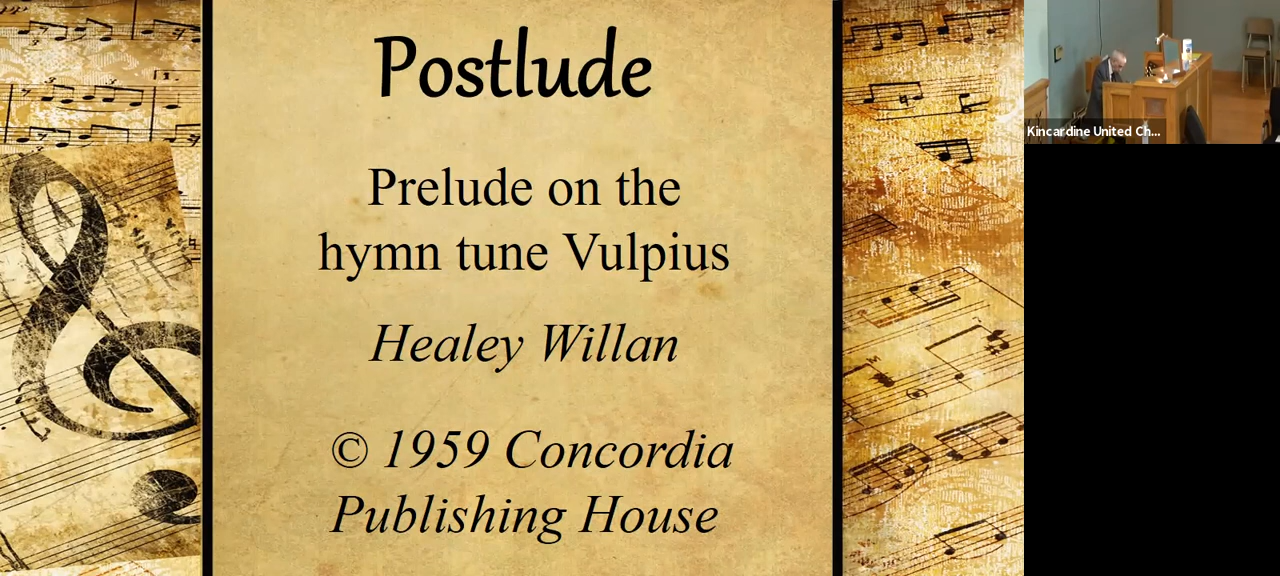 Postlude
Prelude on the
hymn tune Vulpius
Healey Willan
© 1959 Concordia
Publishing House
Kincardine United Ch...